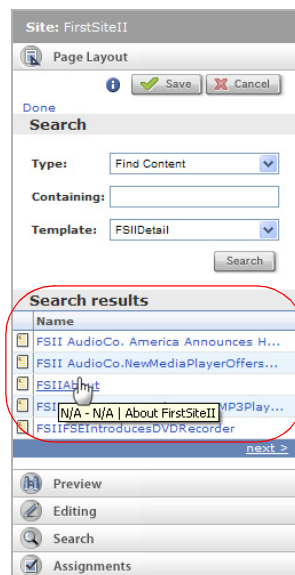 Site: FirstSiteII
Page Layout
Save Cancel
Done
Search
Type: Find Content
Containing:
Template: FSIIDetail
Search
Search results
Name
FSII AudioCo. America Announces H...
FSII AudioCo.NewMediaPlayerOffers...
FSIIAbout
FSI MP3Play...
N/A - N/A | About FirstSiteII
FSIIFSEIntroducesDVDRecorder
next >
Preview
Editing
Search
Assignments